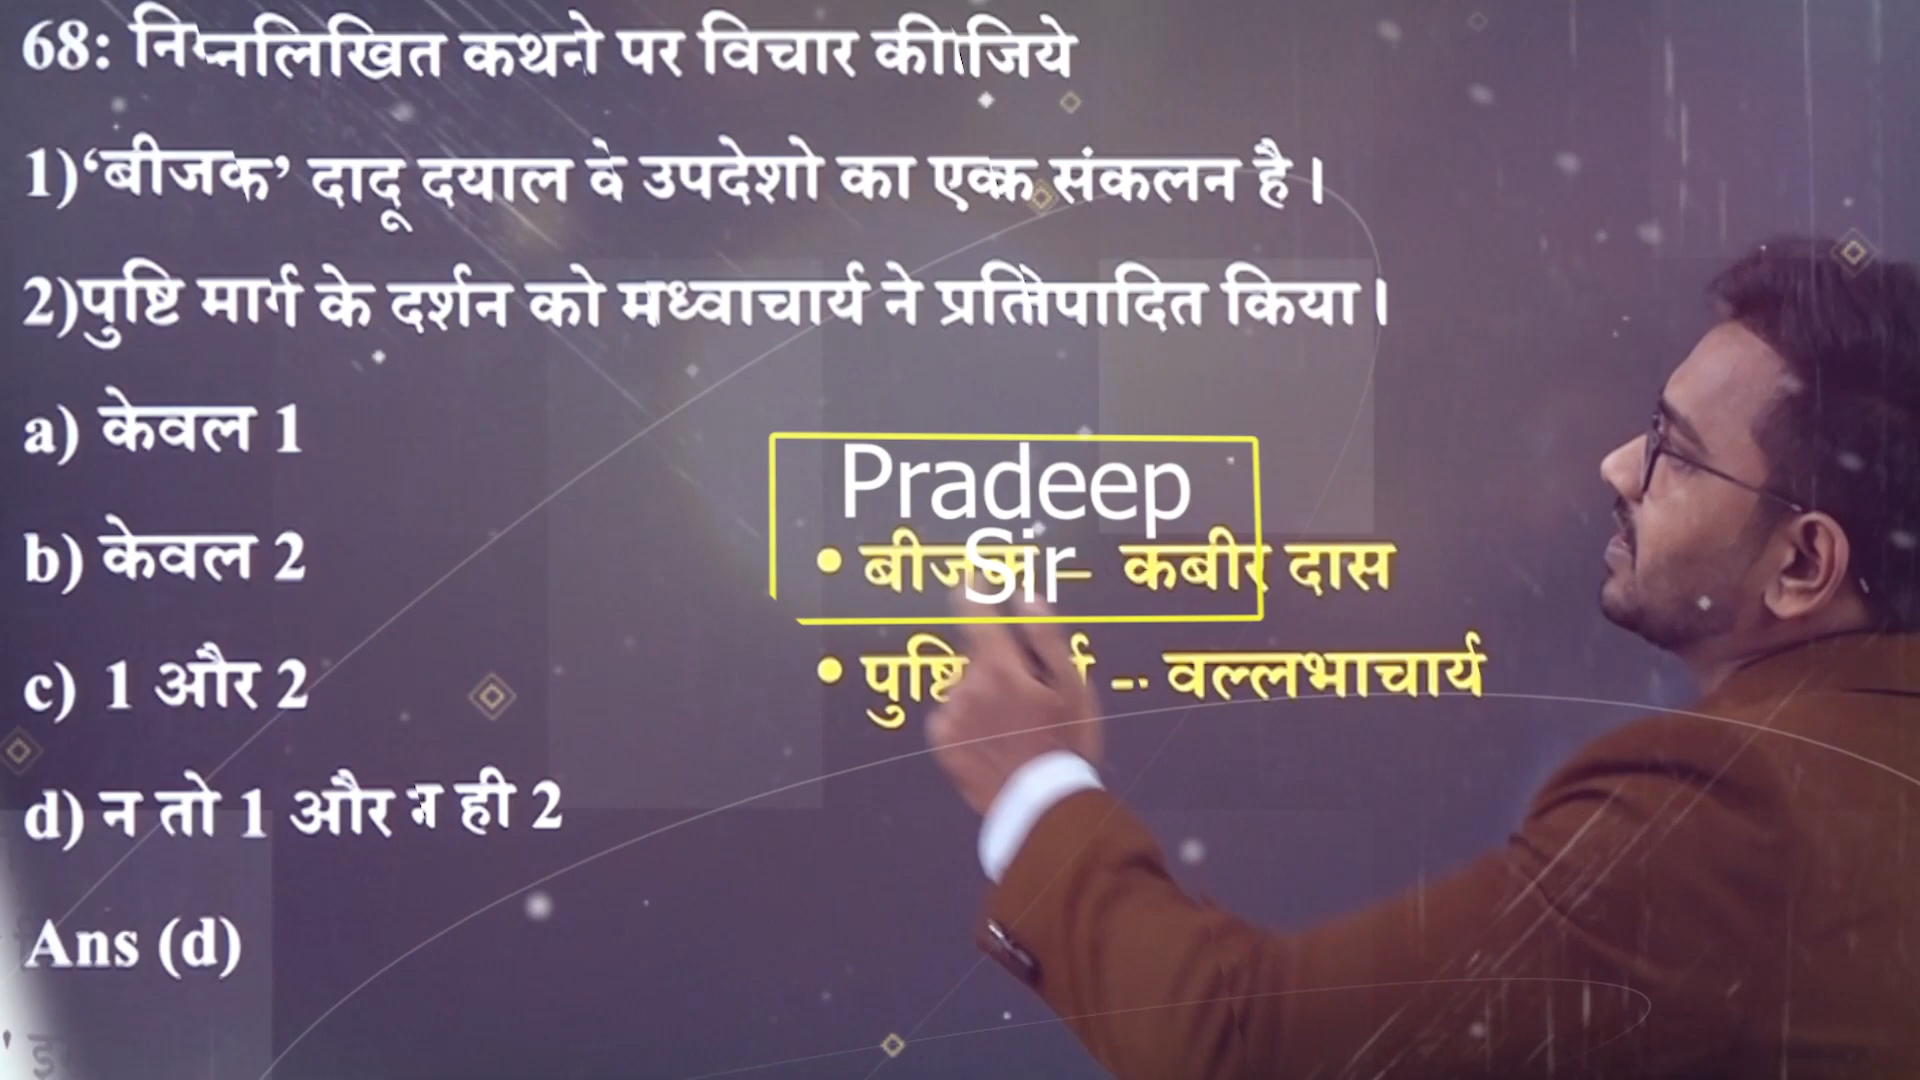 68: निम्नलिखित कथने पर विचार कीजिये
1)‘बीजक’ दादू दयाल के उपदेशो का एक संकलन है।
2)पुष्टि मार्ग के दर्शन को मध्वाचार्य ने प्रतिपादित किया।
a) केवल 1
b) केवल 2
c) 1 और 2
d) न तो 1 और न ही 2
Ans (d)
Pradeep
Sir
• बीजक – कबीर दास
• पुष्टि -- वल्लभाचार्य